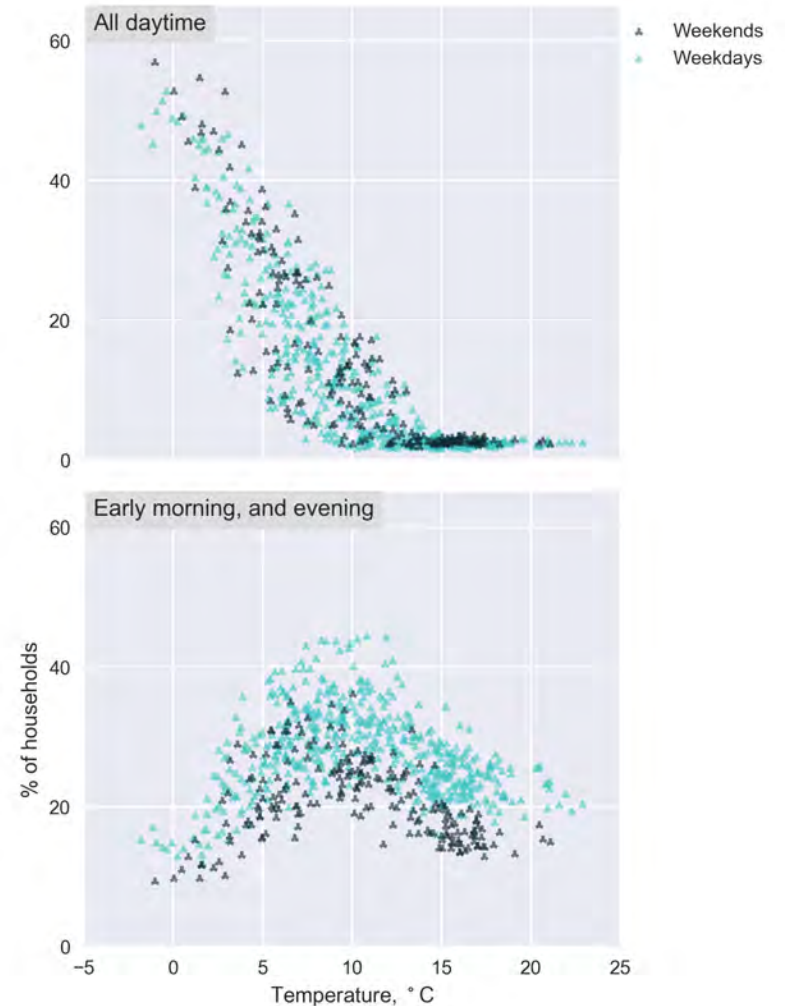 All daytime
Weekends
Weekdays
60
40
20
0
Early morning, and evening
60
40
20
0
% of households
−5 0 5 10 15 20 25
Temperature, °C